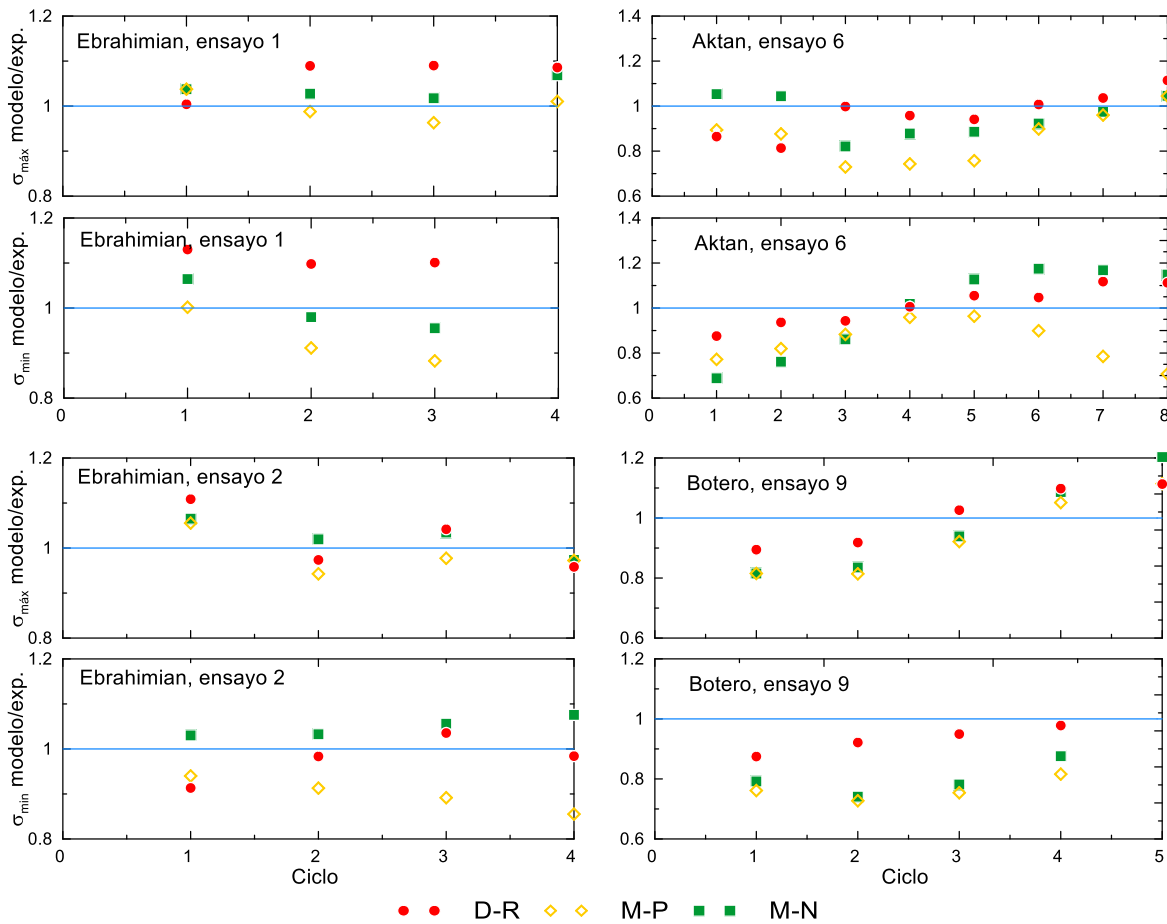 1.2
1
0.8
σmáx modelo/exp.
Ebrahimian, ensayo 1
1.4
1.2
1
0.8
0.6
Aktan, ensayo 6
1.2
1
0.8
σmin modelo/exp.
Ebrahimian, ensayo 1
0 1 2 3 4
1.4
1.2
1
0.8
0.6
Aktan, ensayo 6
0 1 2 3 4 5 6 7 8
1.2
1
0.8
σmáx modelo/exp.
Ebrahimian, ensayo 2
1.2
1
0.8
0.6
Botero, ensayo 9
1.2
1
0.8
σmin modelo/exp.
Ebrahimian, ensayo 2
0 1 2 3 4
Ciclo
1.2
1
0.8
0.6
Botero, ensayo 9
0 1 2 3 4 5
Ciclo
D-R M-P M-N